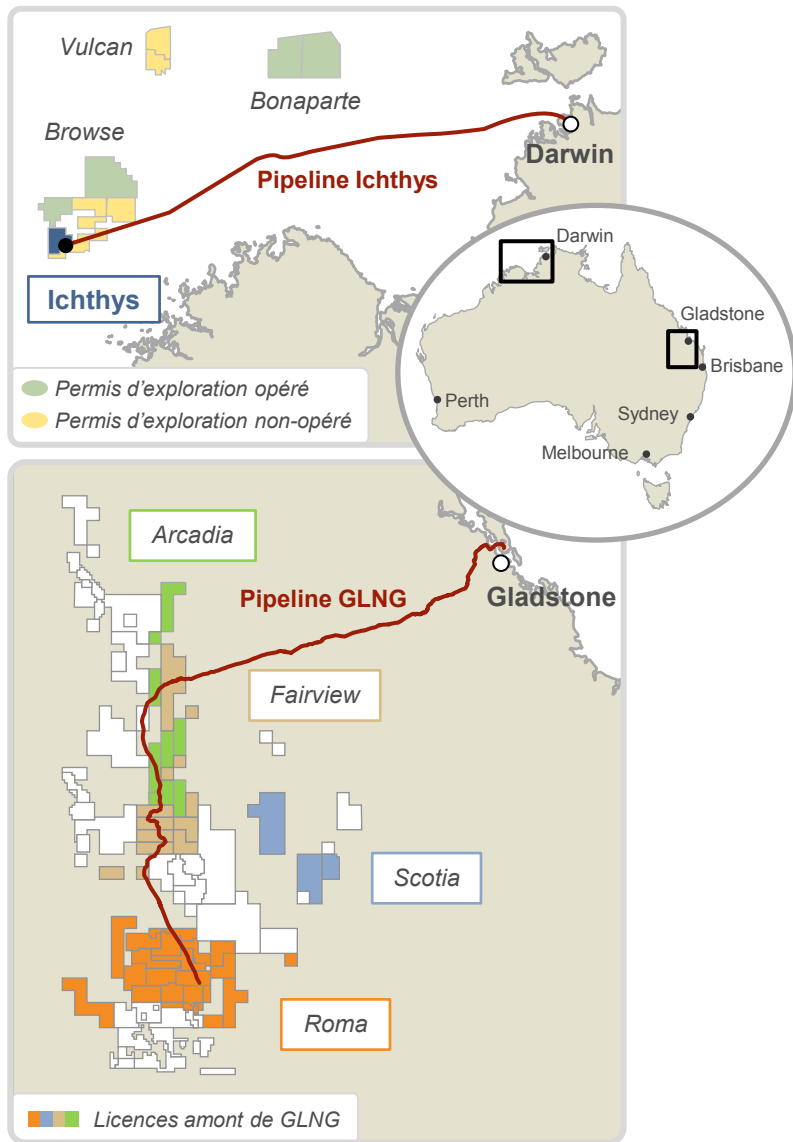 Vulcan
Bonaparte
Browse
Darwin
Pipeline Ichthys
Ichthys
Permis d'exploration opéré
Permis d'exploration non-opéré
Darwin
Gladstone
Brisbane
Perth
Sydney
Melbourne
Arcadia
Pipeline GLNG
Gladstone
Fairview
Scotia
Roma
Licences amont de GLNG